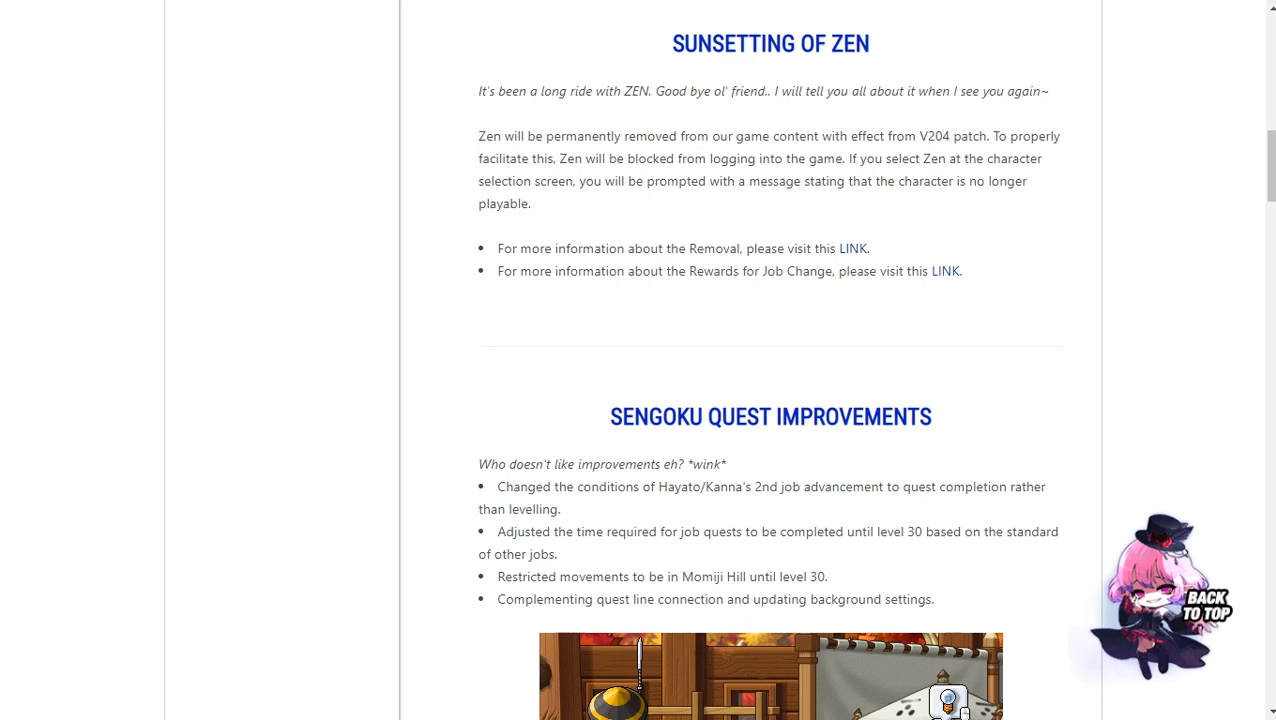 SUNSETTING OF ZEN
It's been a long ride with ZEN. Good bye ol' friend.. I will tell you all about it when I see you again~
Zen will be permanently removed from our game content with effect from V204 patch. To properly
facilitate this, Zen will be blocked from logging into the game. If you select Zen at the character
selection screen, you will be prompted with a message stating that the character is no longer
playable.
• For more information about the Removal, please visit this LINK.
• For more information about the Rewards for Job Change, please visit this LINK.
SENGOKU QUEST IMPROVEMENTS
Who doesn't like improvements eh? *wink*
• Changed the conditions of Hayato/Kanna's 2nd job advancement to quest completion rather
than levelling.
• Adjusted the time required for job quests to be completed until level 30 based on the standard
of other jobs.
• Restricted movements to be in Momiji Hill until level 30.
• Complementing quest line connection and updating background settings.
BACK
TO TOP